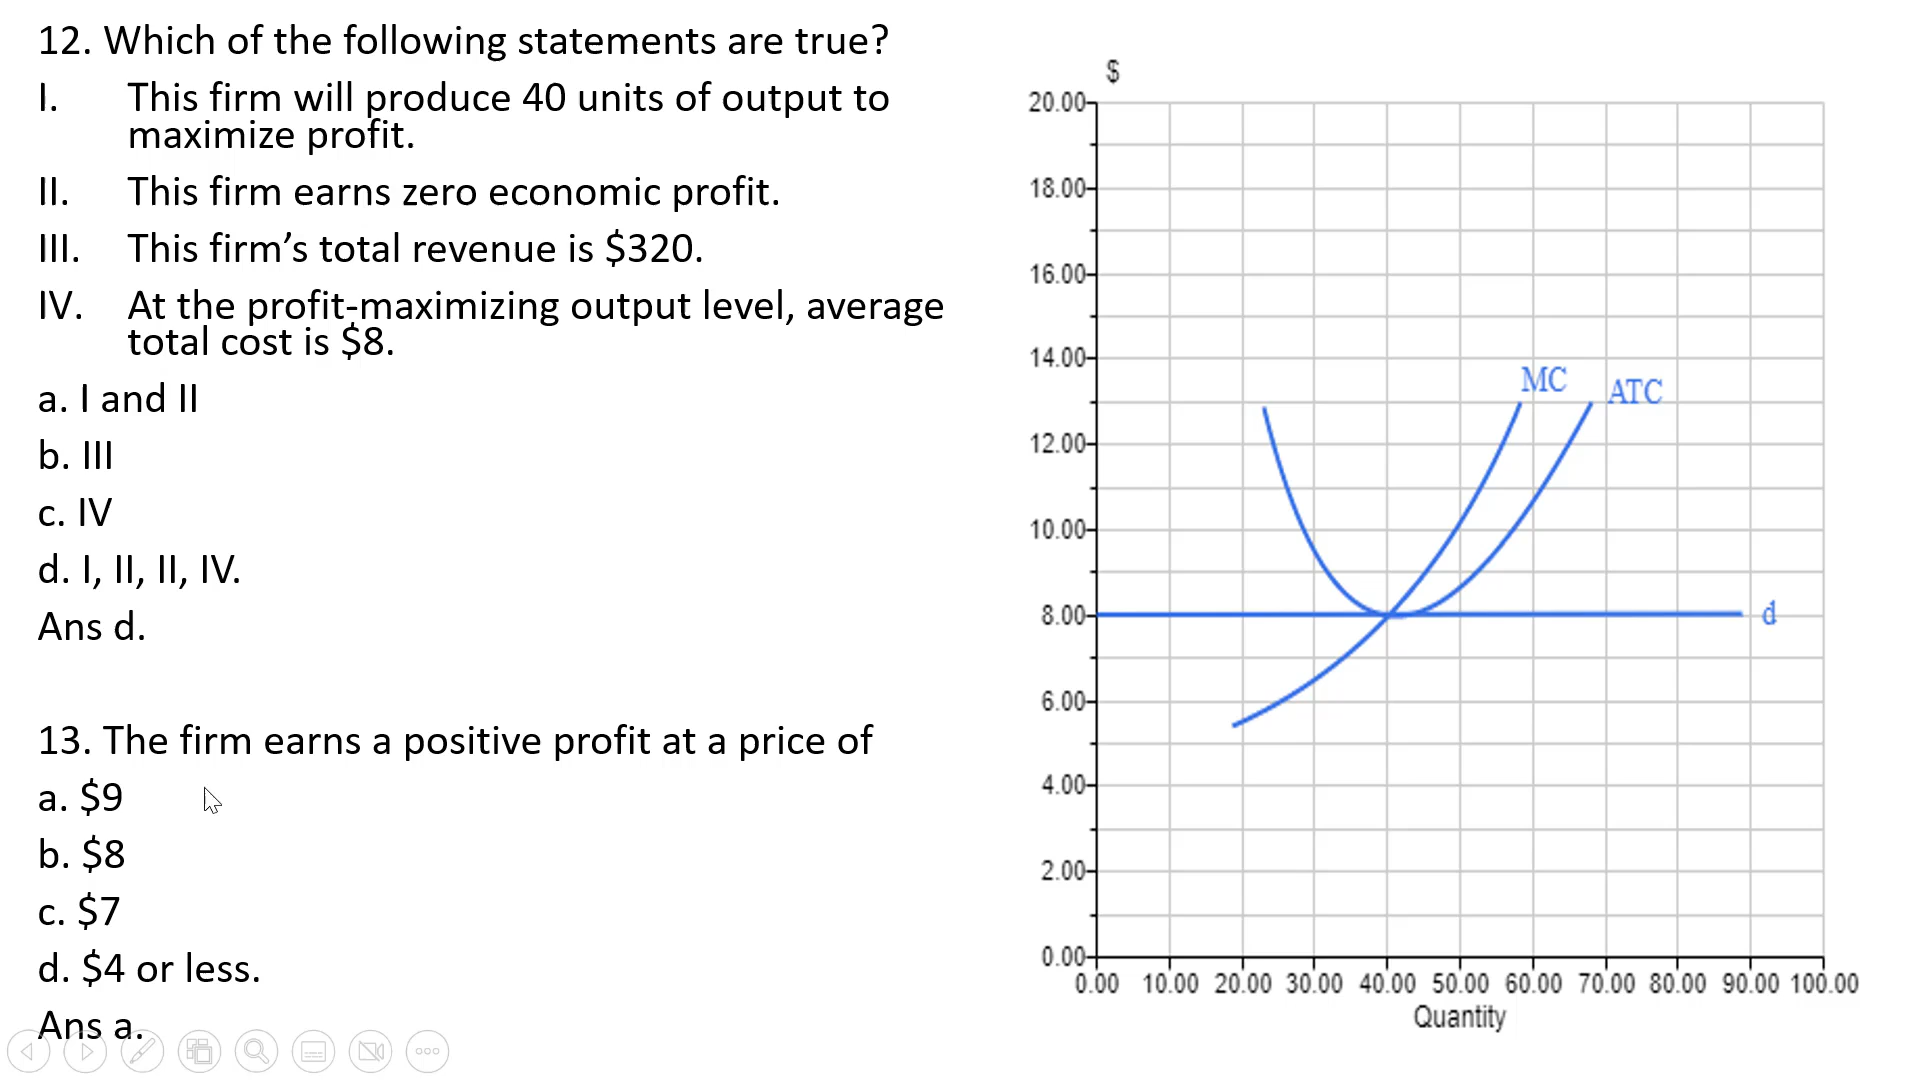 12. Which of the following statements are true?
I. This firm will produce 40 units of output to
maximize profit.
II. This firm earns zero economic profit.
III. This firm’s total revenue is $320.
IV. At the profit-maximizing output level, average
total cost is $8.
a. I and II
b. III
c. IV
d. I, II, II, IV.
Ans d.
13. The firm earns a positive profit at a price of
a. $9
b. $8
c. $7
d. $4 or less.
Ans a.
$
20.00
18.00
16.00
14.00
12.00
10.00
8.00
6.00
4.00
2.00
0.00
MC
ATC
d
0.00 10.00 20.00 30.00 40.00 50.00 60.00 70.00 80.00 90.00 100.00
Quantity